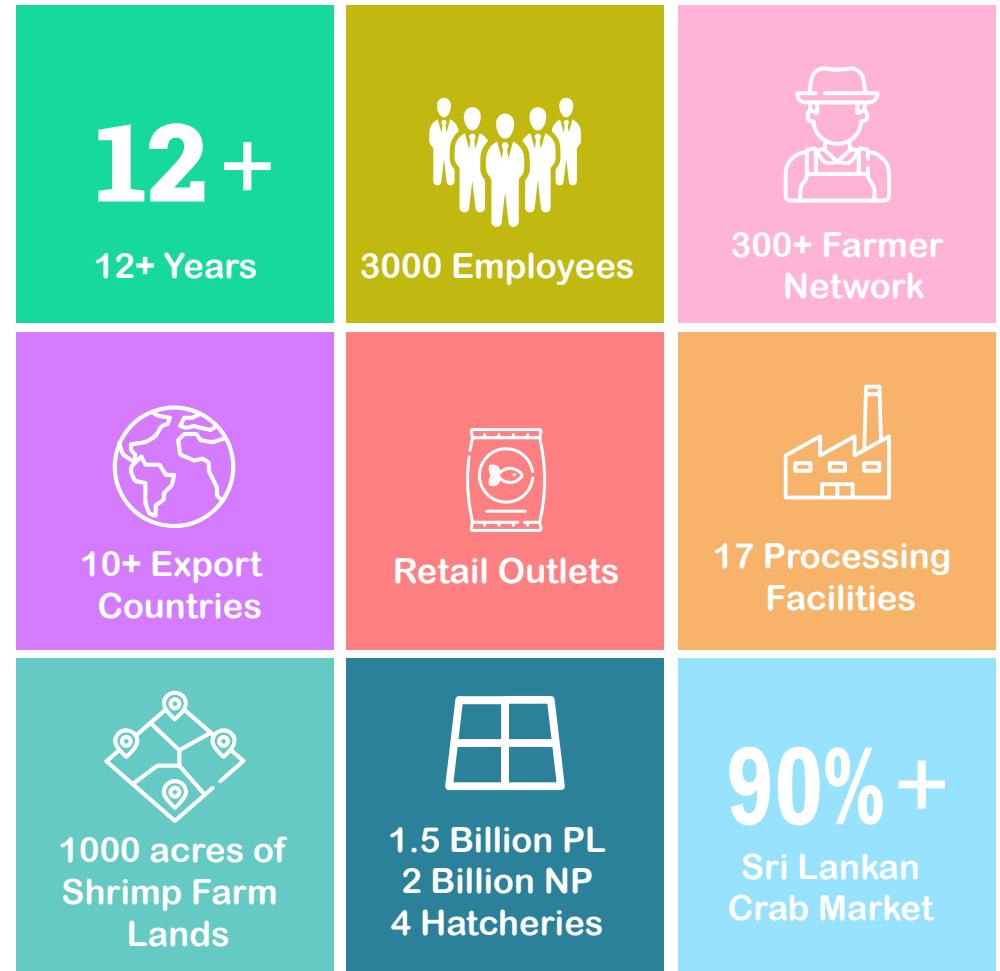 12+
12+ Years
3000 Employees
300+ Farmer
Network
10+ Export
Countries
Retail Outlets
17 Processing
Facilities
1000 acres of
Shrimp Farm
Lands
1.5 Billion PL
2 Billion NP
4 Hatcheries
90%+
Sri Lankan
Crab Market